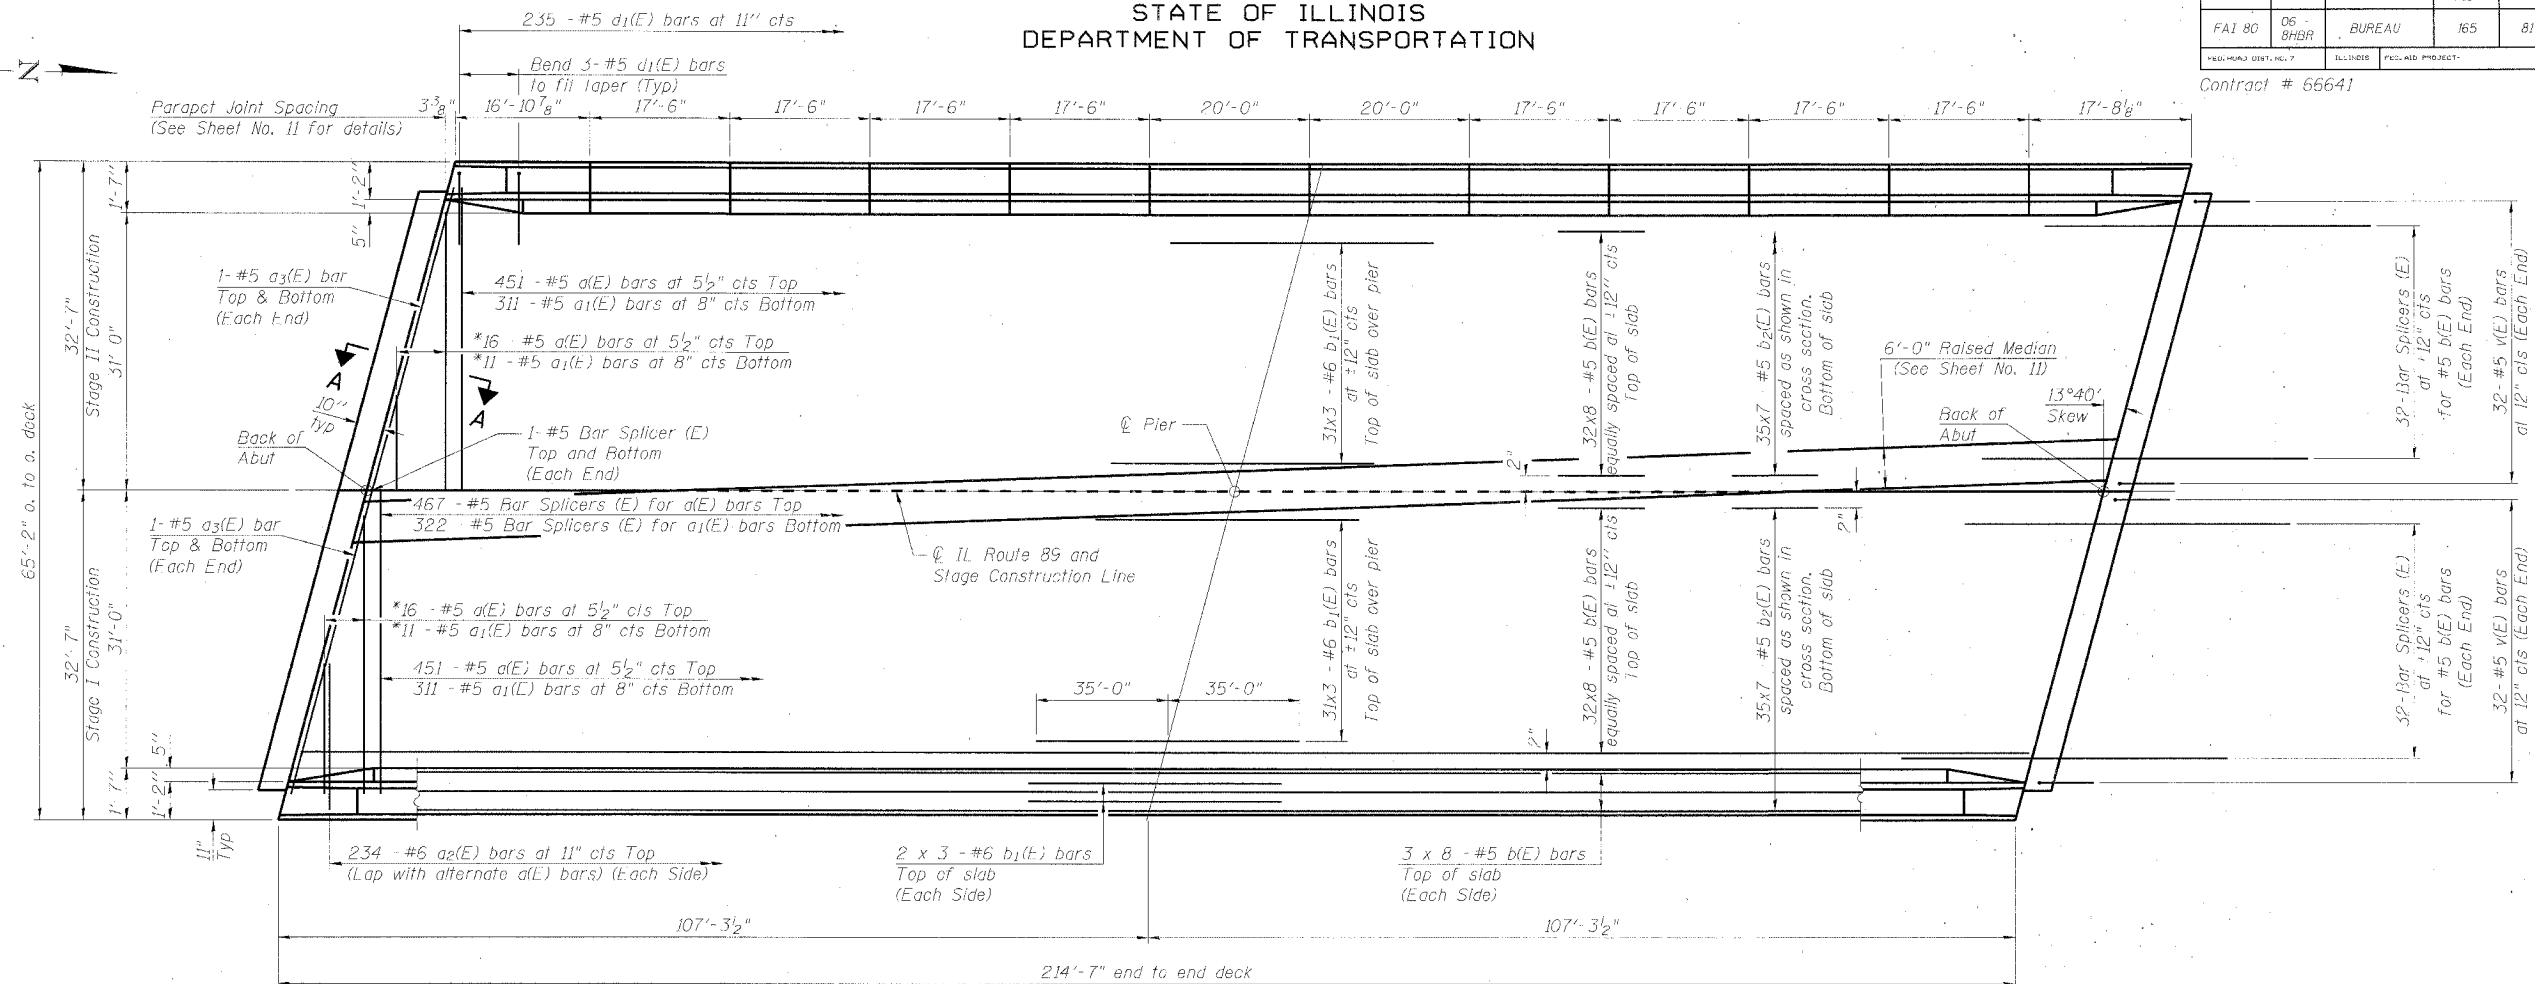 STATE OF ILLINOIS
DEPARTMENT OF TRANSPORTATION
FAI 80
06 -
8HBR
BUREAU
165
81
FED. ROAD DIST. NO. 7
ILLINOIS
FED. AID PROJECT-
Contract # 66641
N
235 - #5 d1(E) bars at 11" cts
Bend 3- #5 d1(E) bars
to fit taper (Typ)
Parapet Joint Spacing
(See Sheet No. 11 for details)
3 3/8"
16'-10 7/8"
17'-6"
17'-6"
17'-6"
17'-6"
20'-0"
20'-0"
17'-6"
17'-6"
17'-6"
17'-6"
17'-8 1/8"
65'-2" o. to o. deck
32'-7"
Stage II Construction
31' 0"
1'-7"
1'-2"
5"
1- #5 a3(E) bar
Top & Bottom
(Each End)
451 - #5 a(E) bars at 5 1/2" cts Top
311 - #5 a1(E) bars at 8" cts Bottom
*16 - #5 a(E) bars at 5 1/2" cts Top
*11 - #5 a1(E) bars at 8" cts Bottom
A
A
10"
typ
Back of
Abut
1- #5 Bar Splicer (E)
Top and Bottom
(Each End)
467 - #5 Bar Splicers (E) for a(E) bars Top
322 - #5 Bar Splicers (E) for a1(E) bars Bottom
℄ Pier
31x3 - #6 b1(E) bars
at ±12" cts
Top of slab over pier
32x8 - #5 b(E) bars
equally spaced at ±12" cts
Top of slab
35x7 - #5 b2(E) bars
spaced as shown in
cross section.
Bottom of slab
6'-0" Raised Median
(See Sheet No. 11)
Back of
Abut
13°40'
Skew
32-Bar Splicers (E)
at ±12" cts
for #5 b(E) bars
(Each End)
32- #5 v(E) bars
at 12" cts (Each End)
2"
2"
32'-7"
Stage I Construction
31'-0"
1'-7"
1'-2"
5"
11"
Typ
1- #5 a3(E) bar
Top & Bottom
(Each End)
℄ IL Route 89 and
Stage Construction Line
*16 - #5 a(E) bars at 5 1/2" cts Top
*11 - #5 a1(E) bars at 8" cts Bottom
451 - #5 a(E) bars at 5 1/2" cts Top
311 - #5 a1(E) bars at 8" cts Bottom
35'-0"
35'-0"
31x3 - #6 b1(E) bars
at ±12" cts
Top of slab over pier
2"
32x8 - #5 b(E) bars
equally spaced at ±12" cts
Top of slab
35x7 - #5 b2(E) bars
spaced as shown in
cross section.
Bottom of slab
32-Bar Splicers (E)
at ±12" cts
for #5 b(E) bars
(Each End)
32- #5 v(E) bars
at 12" cts (Each End)
234 - #6 a2(E) bars at 11" cts Top
(Lap with alternate a(E) bars) (Each Side)
2 x 3 - #6 b1(E) bars
Top of slab
(Each Side)
3 x 8 - #5 b(E) bars
Top of slab
(Each Side)
107'-3 1/2"
107'-3 1/2"
214'-7" end to end deck